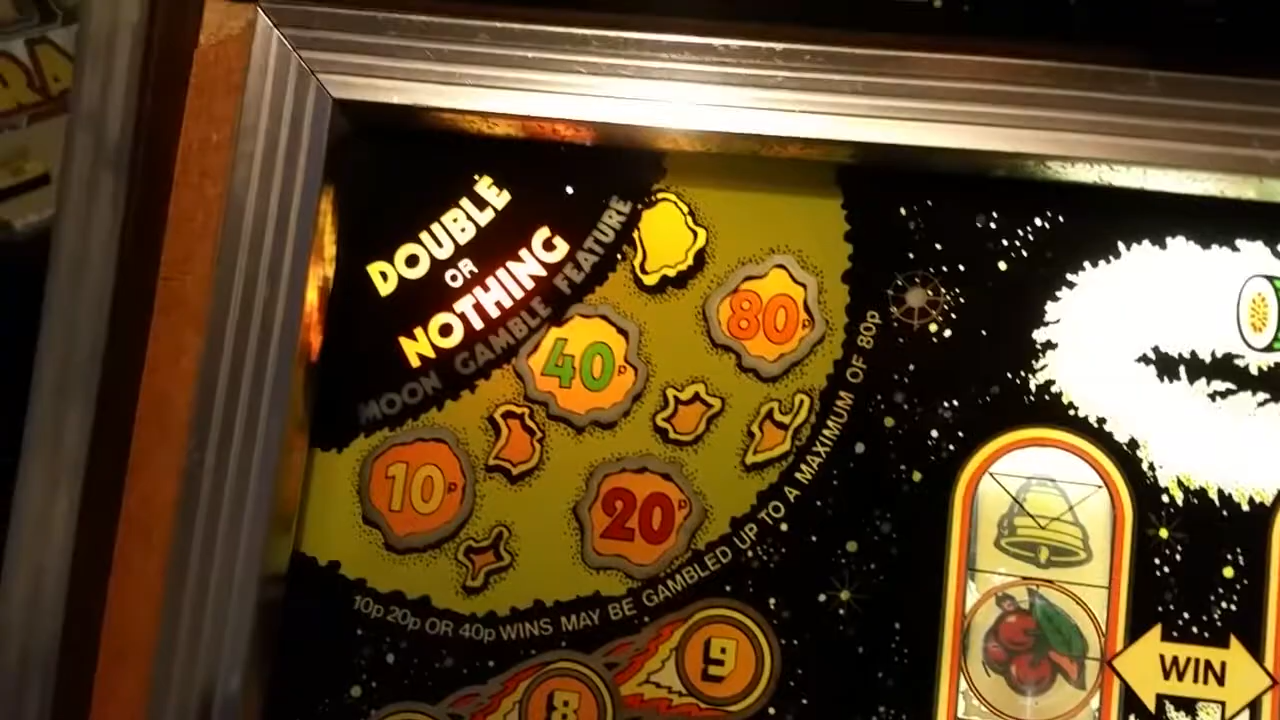 RA
DOUBLE
OR
NOTHING
MOON GAMBLE FEATURE
80p
40p
10p
20p
10p 20p OR 40p WINS MAY BE GAMBLED UP TO A MAXIMUM OF 80p
9
8
WIN